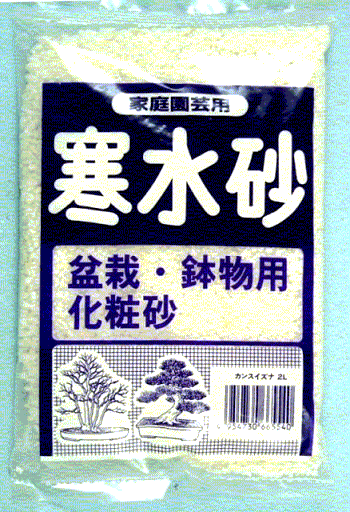 家庭園芸用
寒水砂
盆栽・鉢物用
化粧砂
カンスイズナ 2L
4954730665540